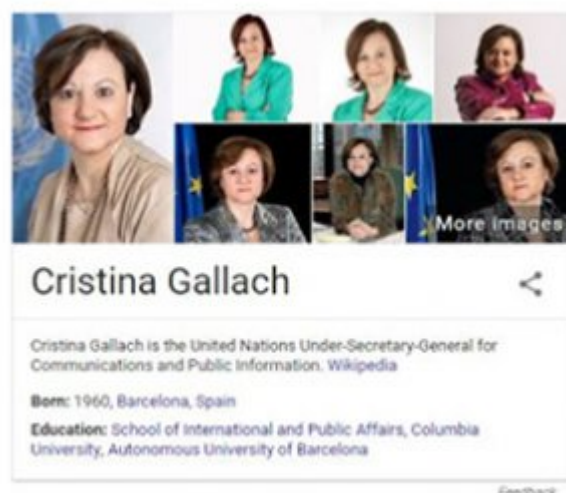 More images
Cristina Gallach
Cristina Gallach is the United Nations Under-Secretary-General for
Communications and Public Information. Wikipedia
Born: 1960, Barcelona, Spain
Education: School of International and Public Affairs, Columbia
University, Autonomous University of Barcelona
Feedback